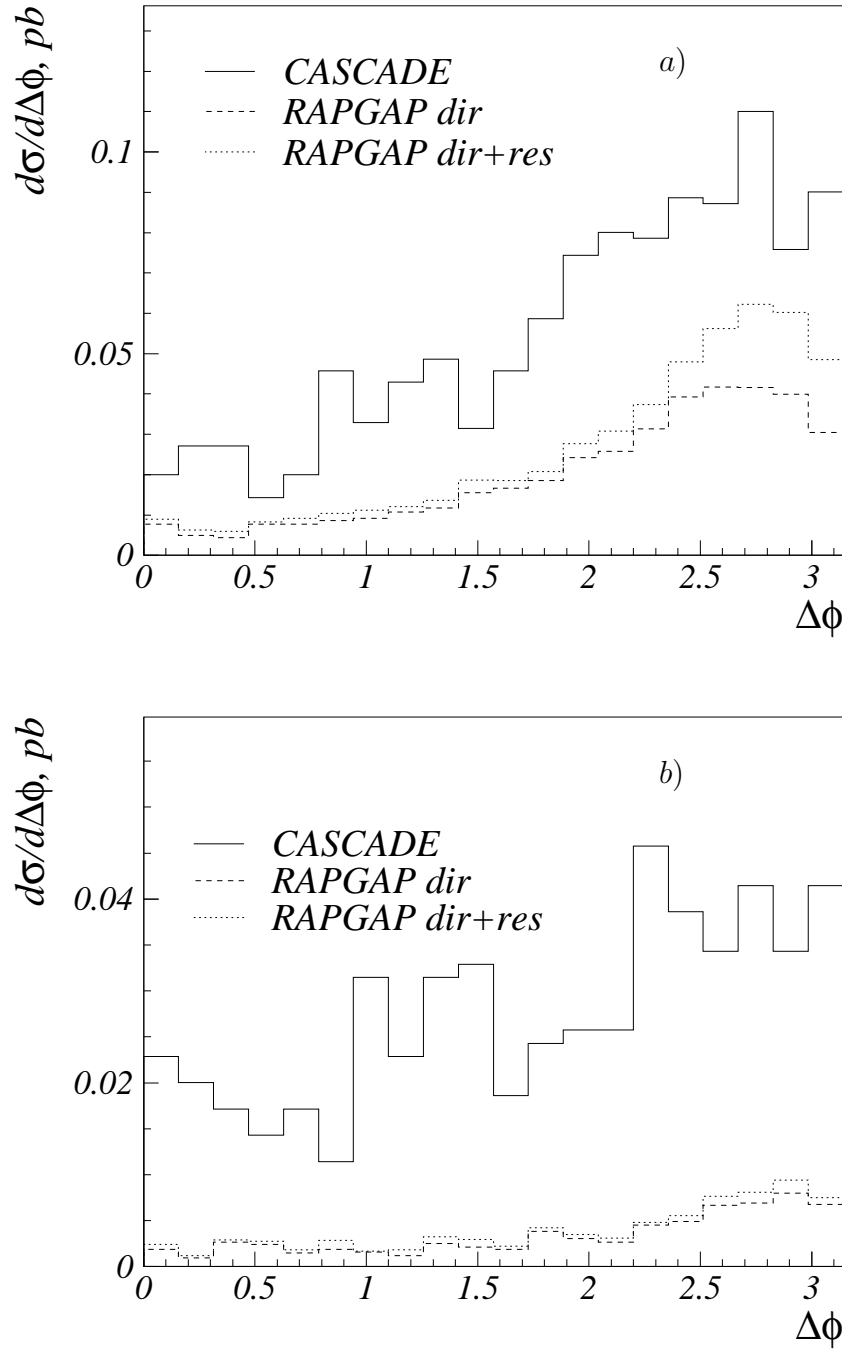 dσ/dΔϕ, pb
a)
CASCADE
RAPGAP dir
RAPGAP dir+res
0.1
0.05
0
0 0.5 1 1.5 2 2.5 3
Δϕ
dσ/dΔϕ, pb
b)
CASCADE
RAPGAP dir
RAPGAP dir+res
0.04
0.02
0
0 0.5 1 1.5 2 2.5 3
Δϕ